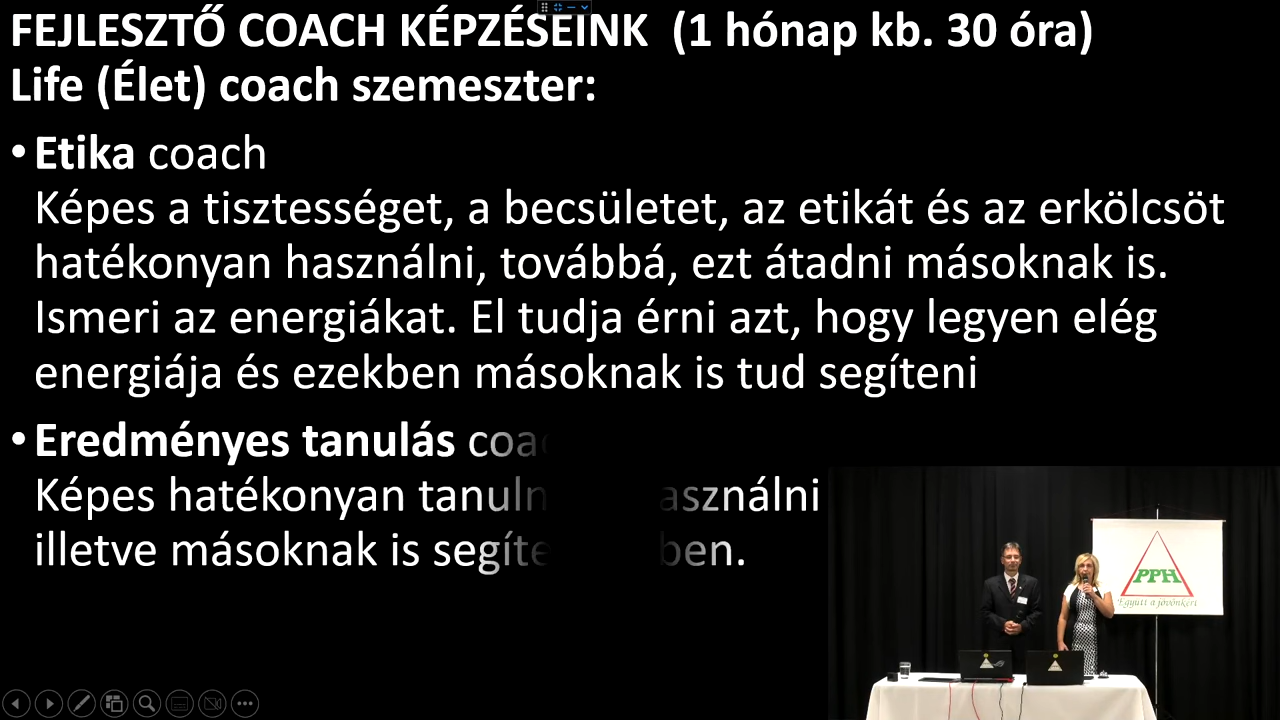 FEJLESZTŐ COACH KÉPZÉSEINK (1 hónap kb. 30 óra)
Life (Élet) coach szemeszter:
• Etika coach
Képes a tisztességet, a becsületet, az etikát és az erkölcsöt
hatékonyan használni, továbbá, ezt átadni másoknak is.
Ismeri az energiákat. El tudja érni azt, hogy legyen elég
energiája és ezekben másoknak is tud segíteni
• Eredményes tanulás
Képes hatékonyan
illetve másoknak is
PPH
Együtt a jövőnkért